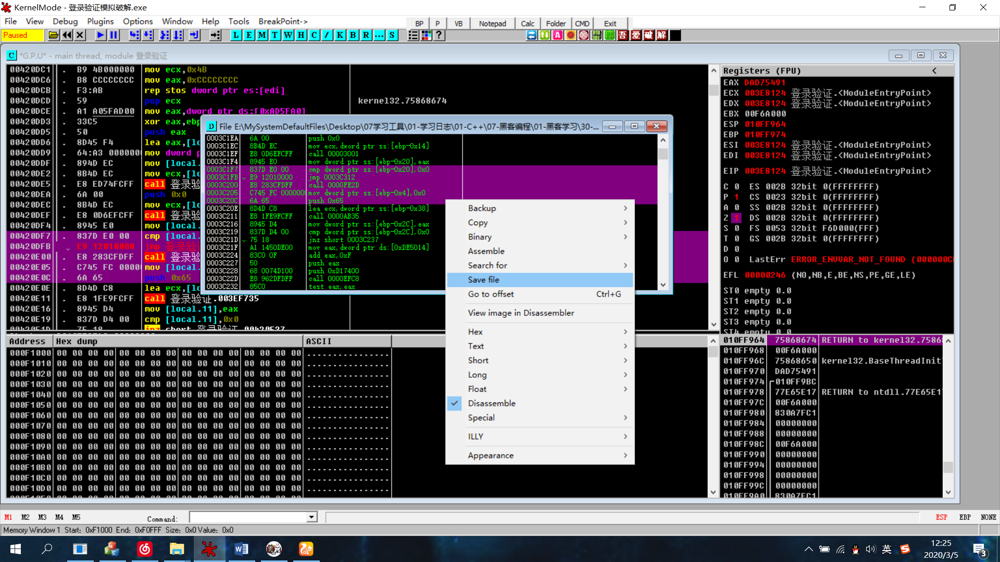 KernelMode - 登录验证模拟破解.exe
File View Debug Plugins Options Window Help Tools BreakPoint->
BP P VB Notepad Calc Folder CMD Exit
Paused
L E M T W H C / K B R ... S
? A 吾 爱 破 解
C *G.P.U* - main thread, module 登录验证
00420DC1 . B9 4B000000 mov ecx,0x4B
00420DC6 . B8 CCCCCCCC mov eax,0xCCCCCCCC
00420DCB . F3:AB rep stos dword ptr es:[edi]
00420DCD . 59 pop ecx kernel32.75868674
00420DCE . A1 A05FAD00 mov eax,dword ptr ds:[0xAD5FA0]
00420DD3 . 33C5 xor eax,ebp
00420DD5 . 50 push eax
00420DD6 . 8D45 F4 lea eax,[lo
00420DD9 . 64:A3 0000000 mov dword p
00420DDF . 894D EC mov [local.
00420DE2 . 8B4D EC mov ecx,[lo
00420DE5 . E8 ED74FCFF call 登录验
00420DEA . 6A 00 push 0x0
00420DEC . 8B4D EC mov ecx,[lo
00420DEF . E8 0D6EFCFF call 登录验
00420DF4 . 8945 E0 mov [local.
00420DF7 . 837D E0 00 cmp [local.
00420DFB . E9 12010000 jmp 登录验
00420E00 . E8 283CFDFF call 登录验
00420E05 . C745 FC 0000 mov [local.
00420E0C . 6A 65 push 0x65
00420E0E . 8D4D C8 lea ecx,[lo
00420E11 . E8 1FE9FCFF call 登录验证.003EF735
00420E16 . 8945 D4 mov [local.11],eax
00420E19 . 837D D4 00 cmp [local.11],0x0
00420E1D . 75 18 jnz short 登录验证.00420E37
D File E:\MySystemDefaultFiles\Desktop\07学习工具\01-学习日志\01-C++\07-黑客编程\01-黑客学习\30-...
0003C1EA 6A 00 push 0x0
0003C1EC 8B4D EC mov ecx,dword ptr ss:[ebp-0x14]
0003C1EF E8 0D6EFCFF call 00003001
0003C1F4 8945 E0 mov dword ptr ss:[ebp-0x20],eax
0003C1F7 837D E0 00 cmp dword ptr ss:[ebp-0x20],0x0
0003C1FB E9 12010000 jmp 0003C312
0003C200 E8 283CFDFF call 0000FE2D
0003C205 C745 FC 0000000 mov dword ptr ss:[ebp-0x4],0x0
0003C20C 6A 65 push 0x65
0003C20E 8D4D C8 lea ecx,dword ptr ss:[ebp-0x38]
0003C211 E8 1FE9FCFF call 0000AB35
0003C216 8945 D4 mov dword ptr ss:[ebp-0x2C],eax
0003C219 837D D4 00 cmp dword ptr ss:[ebp-0x2C],0x0
0003C21D 75 18 jnz short 0003C237
0003C21F A1 1450DE00 mov eax,dword ptr ds:[0xDE5014]
0003C224 83C0 0F add eax,0xF
0003C227 50 push eax
0003C228 68 0074D100 push 0xD17400
0003C22D E8 962DFDFF call 0000EFC8
0003C232 85C0 test eax,eax
Backup
Copy
Binary
Assemble
Search for
Save file
Go to offset Ctrl+G
View image in Disassembler
Hex
Text
Short
Long
Float
Disassemble
Special
ILLY
Appearance
Registers (FPU) <
EAX DAD75491
ECX 003E8124 登录验证.<ModuleEntryPoint>
EDX 003E8124 登录验证.<ModuleEntryPoint>
EBX 00F6A000
ESP 010FF964
EBP 010FF974
ESI 003E8124 登录验证.<ModuleEntryPoint>
EDI 003E8124 登录验证.<ModuleEntryPoint>
EIP 003E8124 登录验证.<ModuleEntryPoint>
C 0 ES 002B 32bit 0(FFFFFFFF)
P 1 CS 0023 32bit 0(FFFFFFFF)
A 0 SS 002B 32bit 0(FFFFFFFF)
Z 1 DS 002B 32bit 0(FFFFFFFF)
S 0 FS 0053 32bit F6D000(FFF)
T 0 GS 002B 32bit 0(FFFFFFFF)
D 0
O 0 LastErr ERROR_ENVVAR_NOT_FOUND (000000C
EFL 00000246 (NO,NB,E,BE,NS,PE,GE,LE)
ST0 empty 0.0
ST1 empty 0.0
ST2 empty 0.0
ST3 empty 0.0
ST4 empty 0.0
Address Hex dump ASCII
000F1000 00 00 00 00 00 00 00 00 00 00 00 00 00 00 00 00 ................
000F1010 00 00 00 00 00 00 00 00 00 00 00 00 00 00 00 00 ................
000F1020 00 00 00 00 00 00 00 00 00 00 00 00 00 00 00 00 ................
000F1030 00 00 00 00 00 00 00 00 00 00 00 00 00 00 00 00 ................
000F1040 00 00 00 00 00 00 00 00 00 00 00 00 00 00 00 00 ................
000F1050 00 00 00 00 00 00 00 00 00 00 00 00 00 00 00 00 ................
000F1060 00 00 00 00 00 00 00 00 00 00 00 00 00 00 00 00 ................
000F1070 00 00 00 00 00 00 00 00 00 00 00 00 00 00 00 00 ................
000F1080 00 00 00 00 00 00 00 00 00 00 00 00 00 00 00 00 ................
000F1090 00 00 00 00 00 00 00 00 00 00 00 00 00 00 00 00 ................
000F10A0 00 00 00 00 00 00 00 00 00 00 00 00 00 00 00 00 ................
000F10B0 00 00 00 00 00 00 00 00 00 00 00 00 00 00 00 00 ................
000F10C0 00 00 00 00 00 00 00 00 00 00 00 00 00 00 00 00 ................
000F10D0 00 00 00 00 00 00 00 00 00 00 00 00 00 00 00 00 ................
010FF964 75868674 RETURN to kernel32.7586
010FF968 00F6A000
010FF96C 75868650 kernel32.BaseThreadInit
010FF970 DAD75491
010FF974 010FF9BC
010FF978 77E65E17 RETURN to ntdll.77E65E1
010FF97C 00F6A000
010FF980 830A7FC1
010FF984 00000000
010FF988 00000000
010FF98C 00F6A000
010FF990 00000000
010FF994 00000000
010FF998 00000000
010FF99C 00000000
010FF9A0 830A7FC1
M1 M2 M3 M4 M5 Command: ESP EBP NONE
Memory Window 1 Start: 0xF1000 End: 0xF0FFF Size: 0x0 Value: 0x0
英 12:25
2020/3/5 3